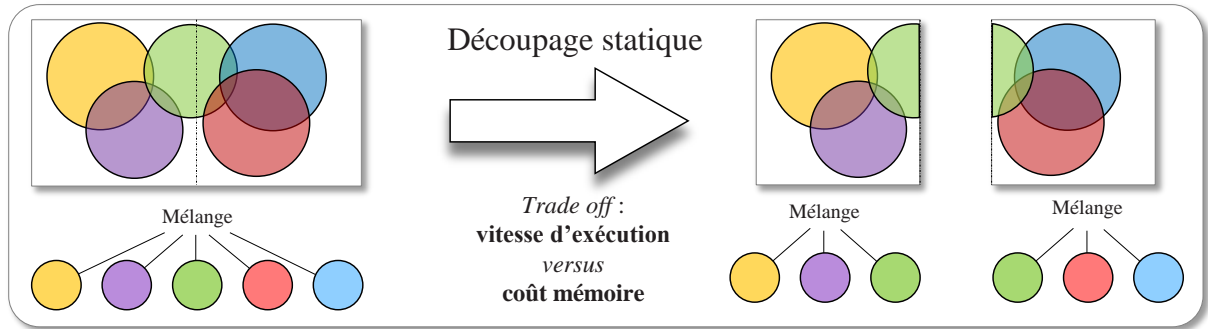 Découpage statique
Mélange
Trade off :
vitesse d'exécution
versus
coût mémoire
Mélange
Mélange